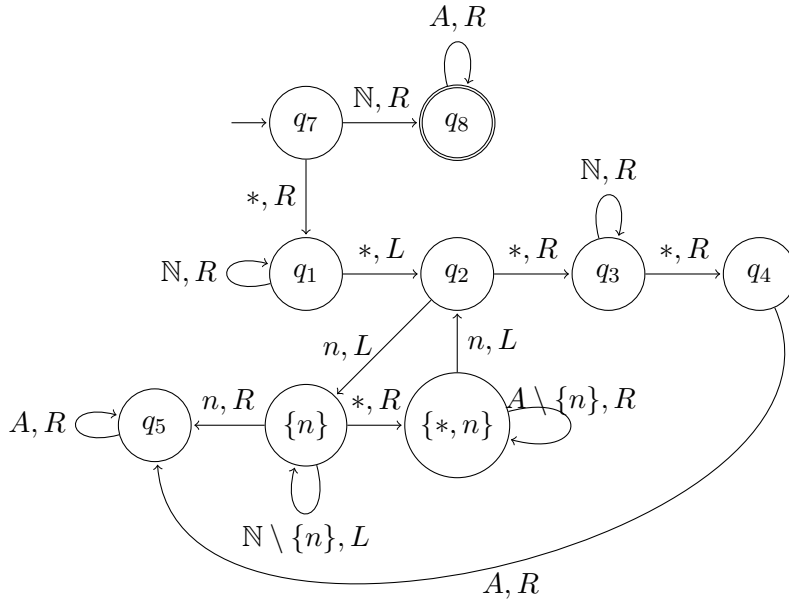 A, R
q₇
ℕ, R
q₈
*, R
ℕ, R
ℕ, R
q₁
*, L
q₂
*, R
q₃
*, R
q₄
n, L
n, L
A, R
q₅
n, R
{n}
*, R
{*, n}
A \ {n}, R
ℕ \ {n}, L
A, R